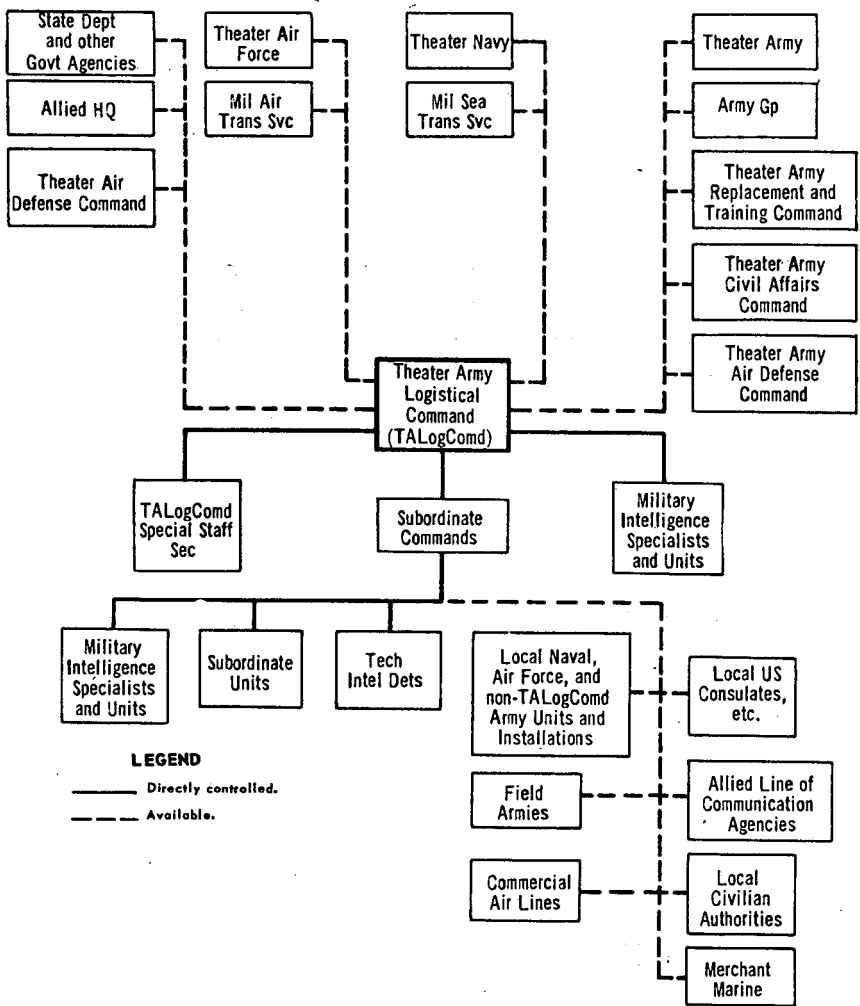 State Dept
and other
Govt Agencies
Theater Air
Force
Theater Navy
Theater Army
Allied HQ
Mil Air
Trans Svc
Mil Sea
Trans Svc
Army Gp
Theater Air
Defense Command
Theater Army
Replacement and
Training Command
Theater Army
Civil Affairs
Command
Theater Army
Air Defense
Command
Theater Army
Logistical
Command
(TALogComd)
TALogComd
Special Staff
Sec
Subordinate
Commands
Military
Intelligence
Specialists
and Units
Military
Intelligence
Specialists
and Units
Subordinate
Units
Tech
Intel Dets
Local Naval,
Air Force, and
non-TALogComd
Army Units and
Installations
Local US
Consulates,
etc.
LEGEND
Directly controlled.
Available.
Field
Armies
Allied Line of
Communication
Agencies
Commercial
Air Lines
Local
Civilian
Authorities
Merchant
Marine